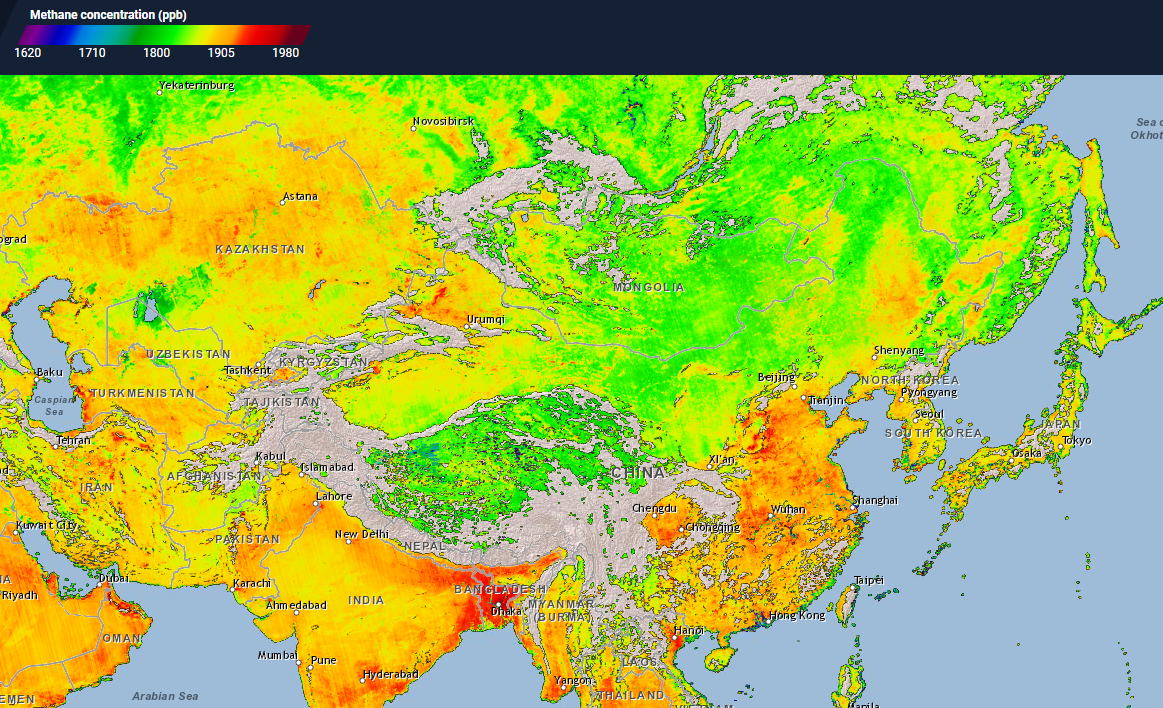 Methane concentration (ppb)
1620 1710 1800 1905 1980
Yekaterinburg
Novosibirsk
Sea o
Okhot
Astana
ograd
KAZAKHSTAN
MONGOLIA
Urumqi
UZBEKISTAN
Shenyang
KYRGYZSTAN
Tashkent
Baku
Beijing
NORTH KOREA
TURKMENISTAN
Pyongyang
Caspian
Sea
TAJIKISTAN
Tianjin
Seoul
JAPAN
SOUTH KOREA
Tehran
Tokyo
Kabul
Osaka
Islamabad
Xi'an
CHINA
AFGHANISTAN
IRAN
Lahore
Shanghai
Chengdu
Wuhan
Kuwait City
Chongqing
New Delhi
PAKISTAN
NEPAL
Dubai
IA
Karachi
Taipei
BANGLADESH
Riyadh
INDIA
Ahmedabad
MYANMAR
(BURMA)
Dhaka
Hong Kong
Hanoi
OMAN
Mumbai
Pune
LAOS
Hyderabad
Yangon
Arabian Sea
THAILAND
EMEN
VIETNAM
Manila